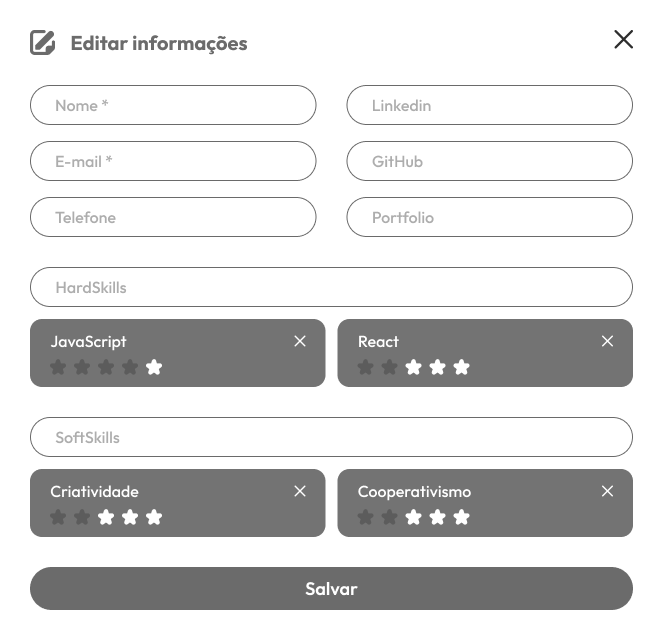 Editar informações
Nome *
Linkedin
E-mail *
GitHub
Telefone
Portfolio
HardSkills
JavaScript
React
SoftSkills
Criatividade
Cooperativismo
Salvar